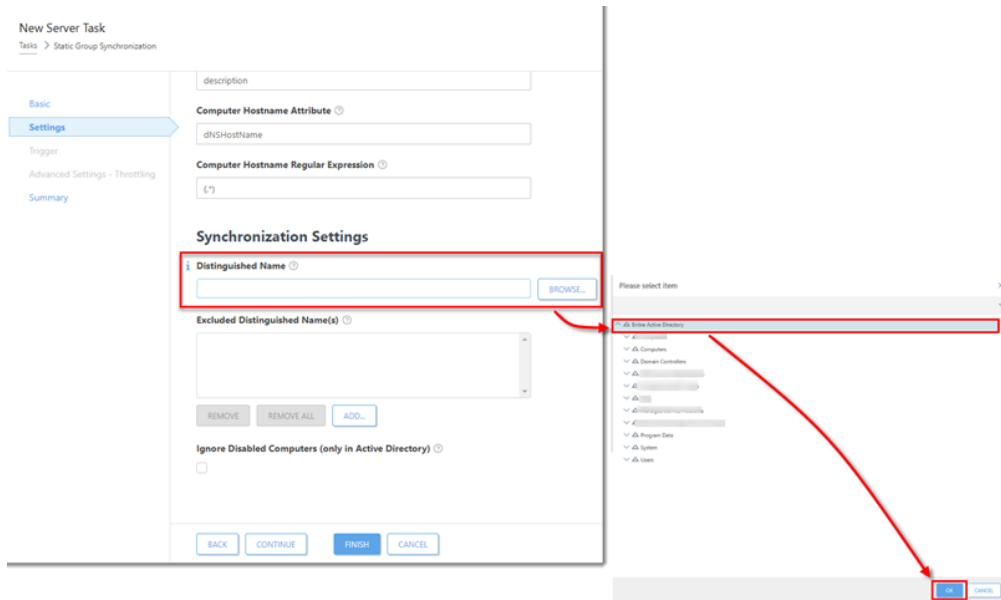 New Server Task
Tasks > Static Group Synchronization
Basic
Settings
Trigger
Advanced Settings - Throttling
Summary
description
Computer Hostname Attribute
dNSHostName
Computer Hostname Regular Expression
(.*)
Synchronization Settings
Distinguished Name
BROWSE...
Excluded Distinguished Name(s)
REMOVE REMOVE ALL ADD...
Ignore Disabled Computers (only in Active Directory)
BACK CONTINUE FINISH CANCEL
Please select item
Entire Active Directory
Computers
Domain Controllers
Program Data
System
Users
OK CANCEL